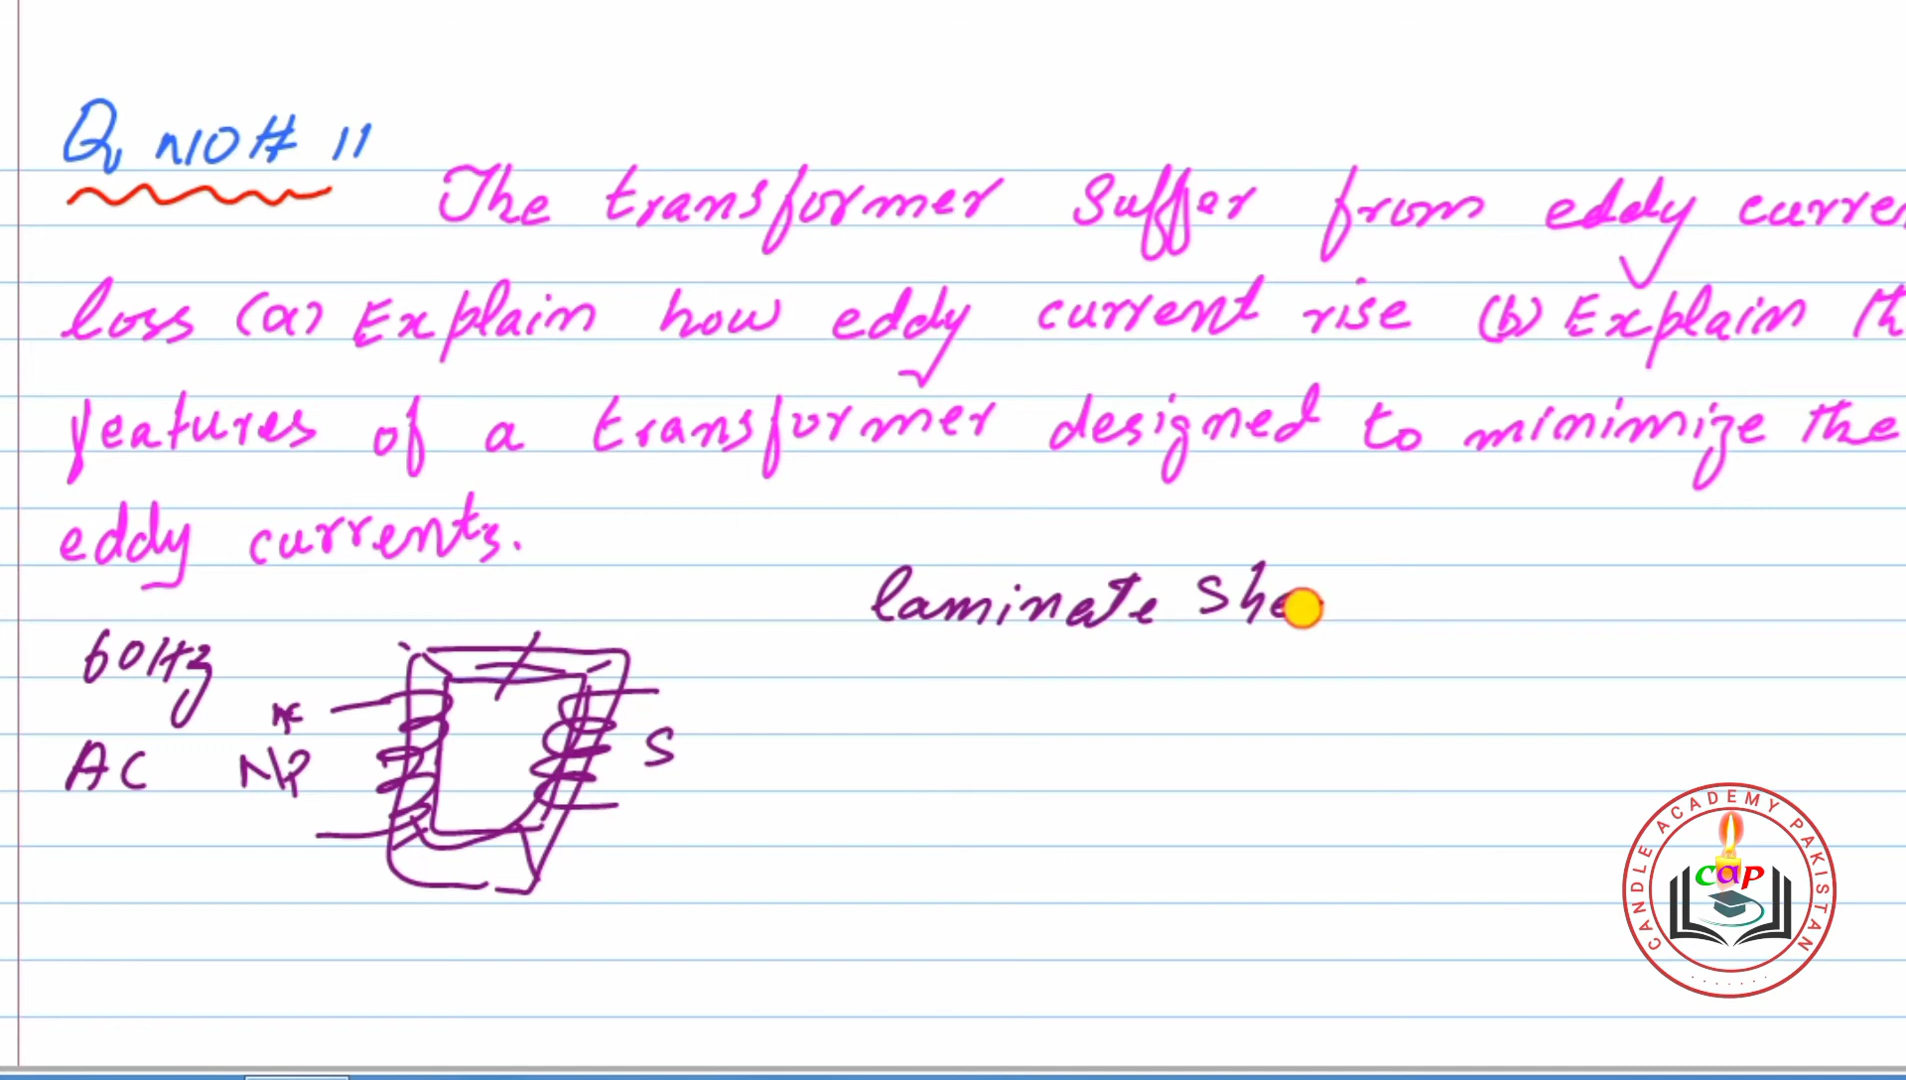 Q NO# 11
The transformer Suffer from eddy curren
loss (a) Explain how eddy current rise (b) Explain th
features of a transformer designed to minimize the
eddy currents.
laminate She
60Hz
AC
NP
S
CANDLE ACADEMY PAKISTAN
cap